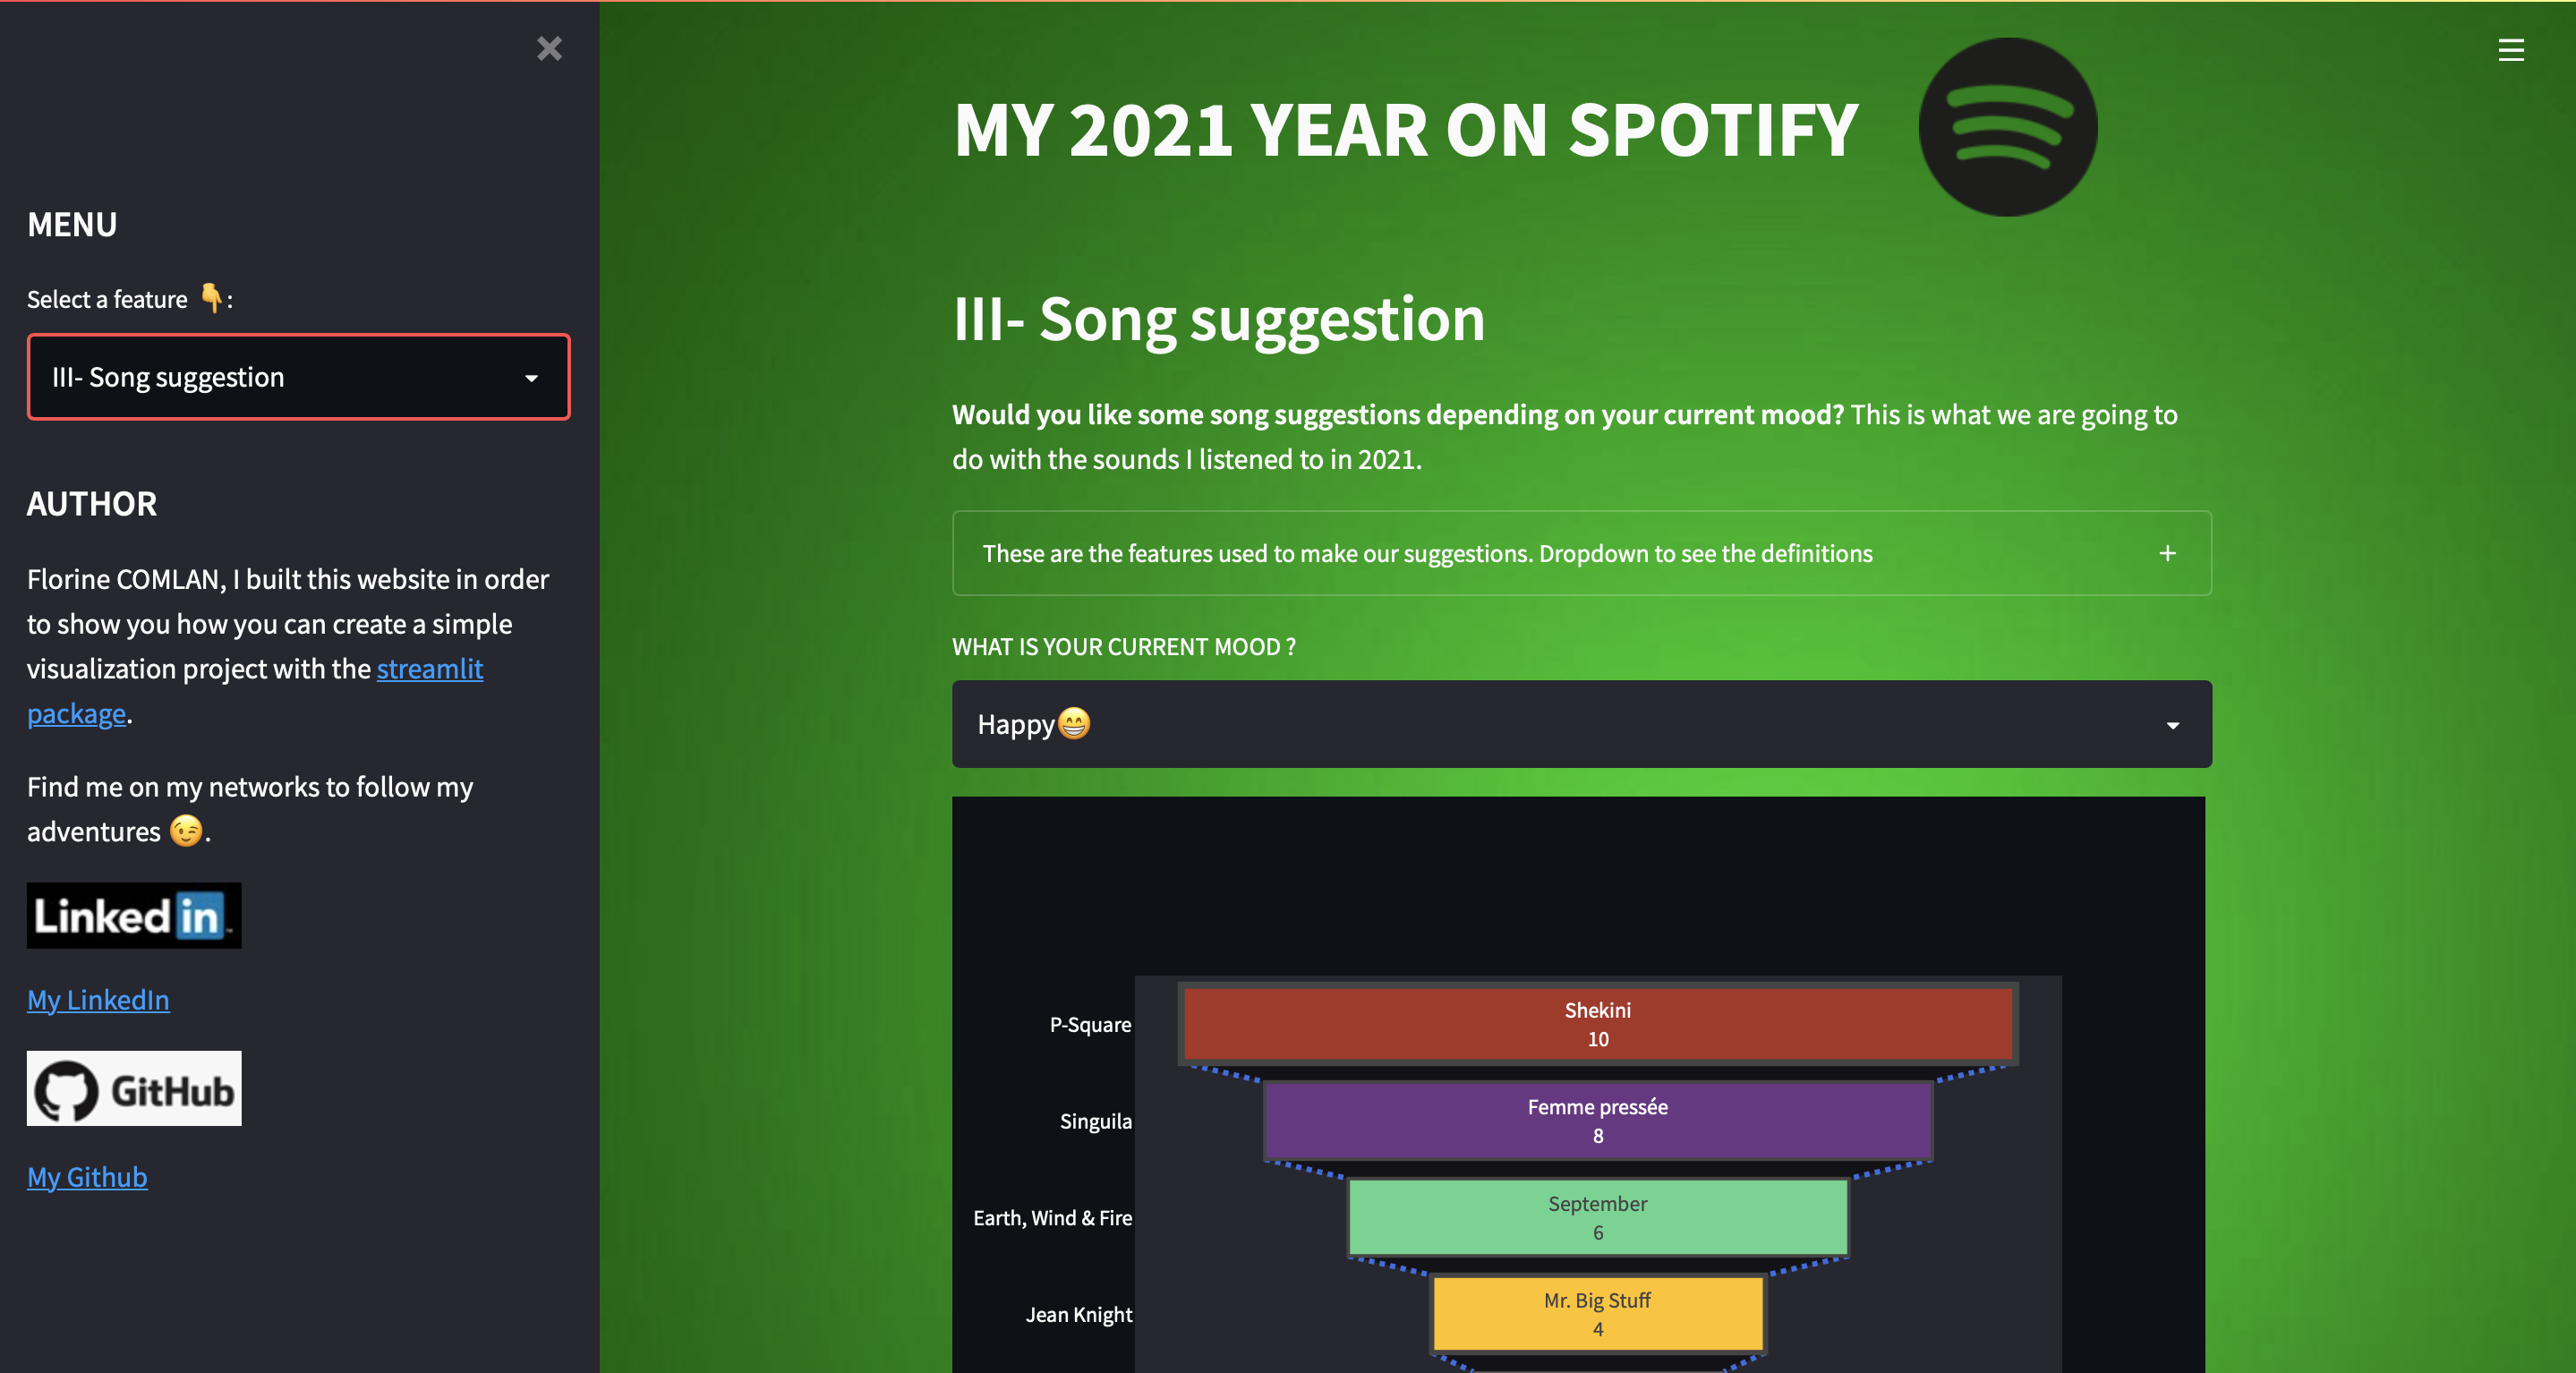 MENU
Select a feature 👇:
III- Song suggestion
AUTHOR
Florine COMLAN, I built this website in order
to show you how you can create a simple
visualization project with the streamlit
package.
Find me on my networks to follow my
adventures 😉.
Linked in
My LinkedIn
GitHub
My Github
MY 2021 YEAR ON SPOTIFY
III- Song suggestion
Would you like some song suggestions depending on your current mood? This is what we are going to
do with the sounds I listened to in 2021.
These are the features used to make our suggestions. Dropdown to see the definitions
WHAT IS YOUR CURRENT MOOD ?
Happy😁
P-Square
Shekini
10
Singuila
Femme pressée
8
Earth, Wind & Fire
September
6
Jean Knight
Mr. Big Stuff
4